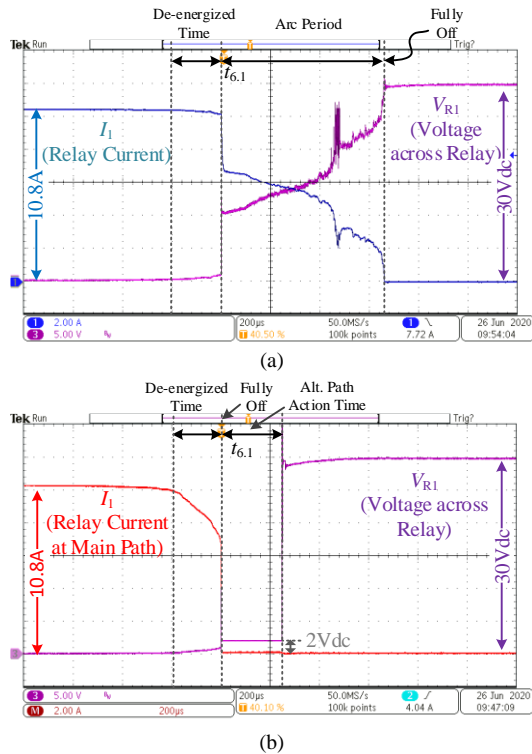 De-energized
Time
Arc Period
Fully
Off
Tek Run
Trig?
t6.1
I1
(Relay Current)
VR1
(Voltage
across Relay)
10.8A
30Vdc
1
1 2.00 A
3 5.00 V
200µs
T 40.50 %
50.0MS/s
100k points
1
7.72 A
26 Jun 2020
09:54:04
(a)
De-energized
Time
Fully
Off
Alt. Path
Action Time
Tek Run
Trig?
t6.1
I1
(Relay Current
at Main Path)
VR1
(Voltage across
Relay)
10.8A
30Vdc
2Vdc
3
3 5.00 V
M 2.00 A 200µs
200µs
T 40.10 %
50.0MS/s
100k points
2
4.04 A
26 Jun 2020
09:47:09
(b)